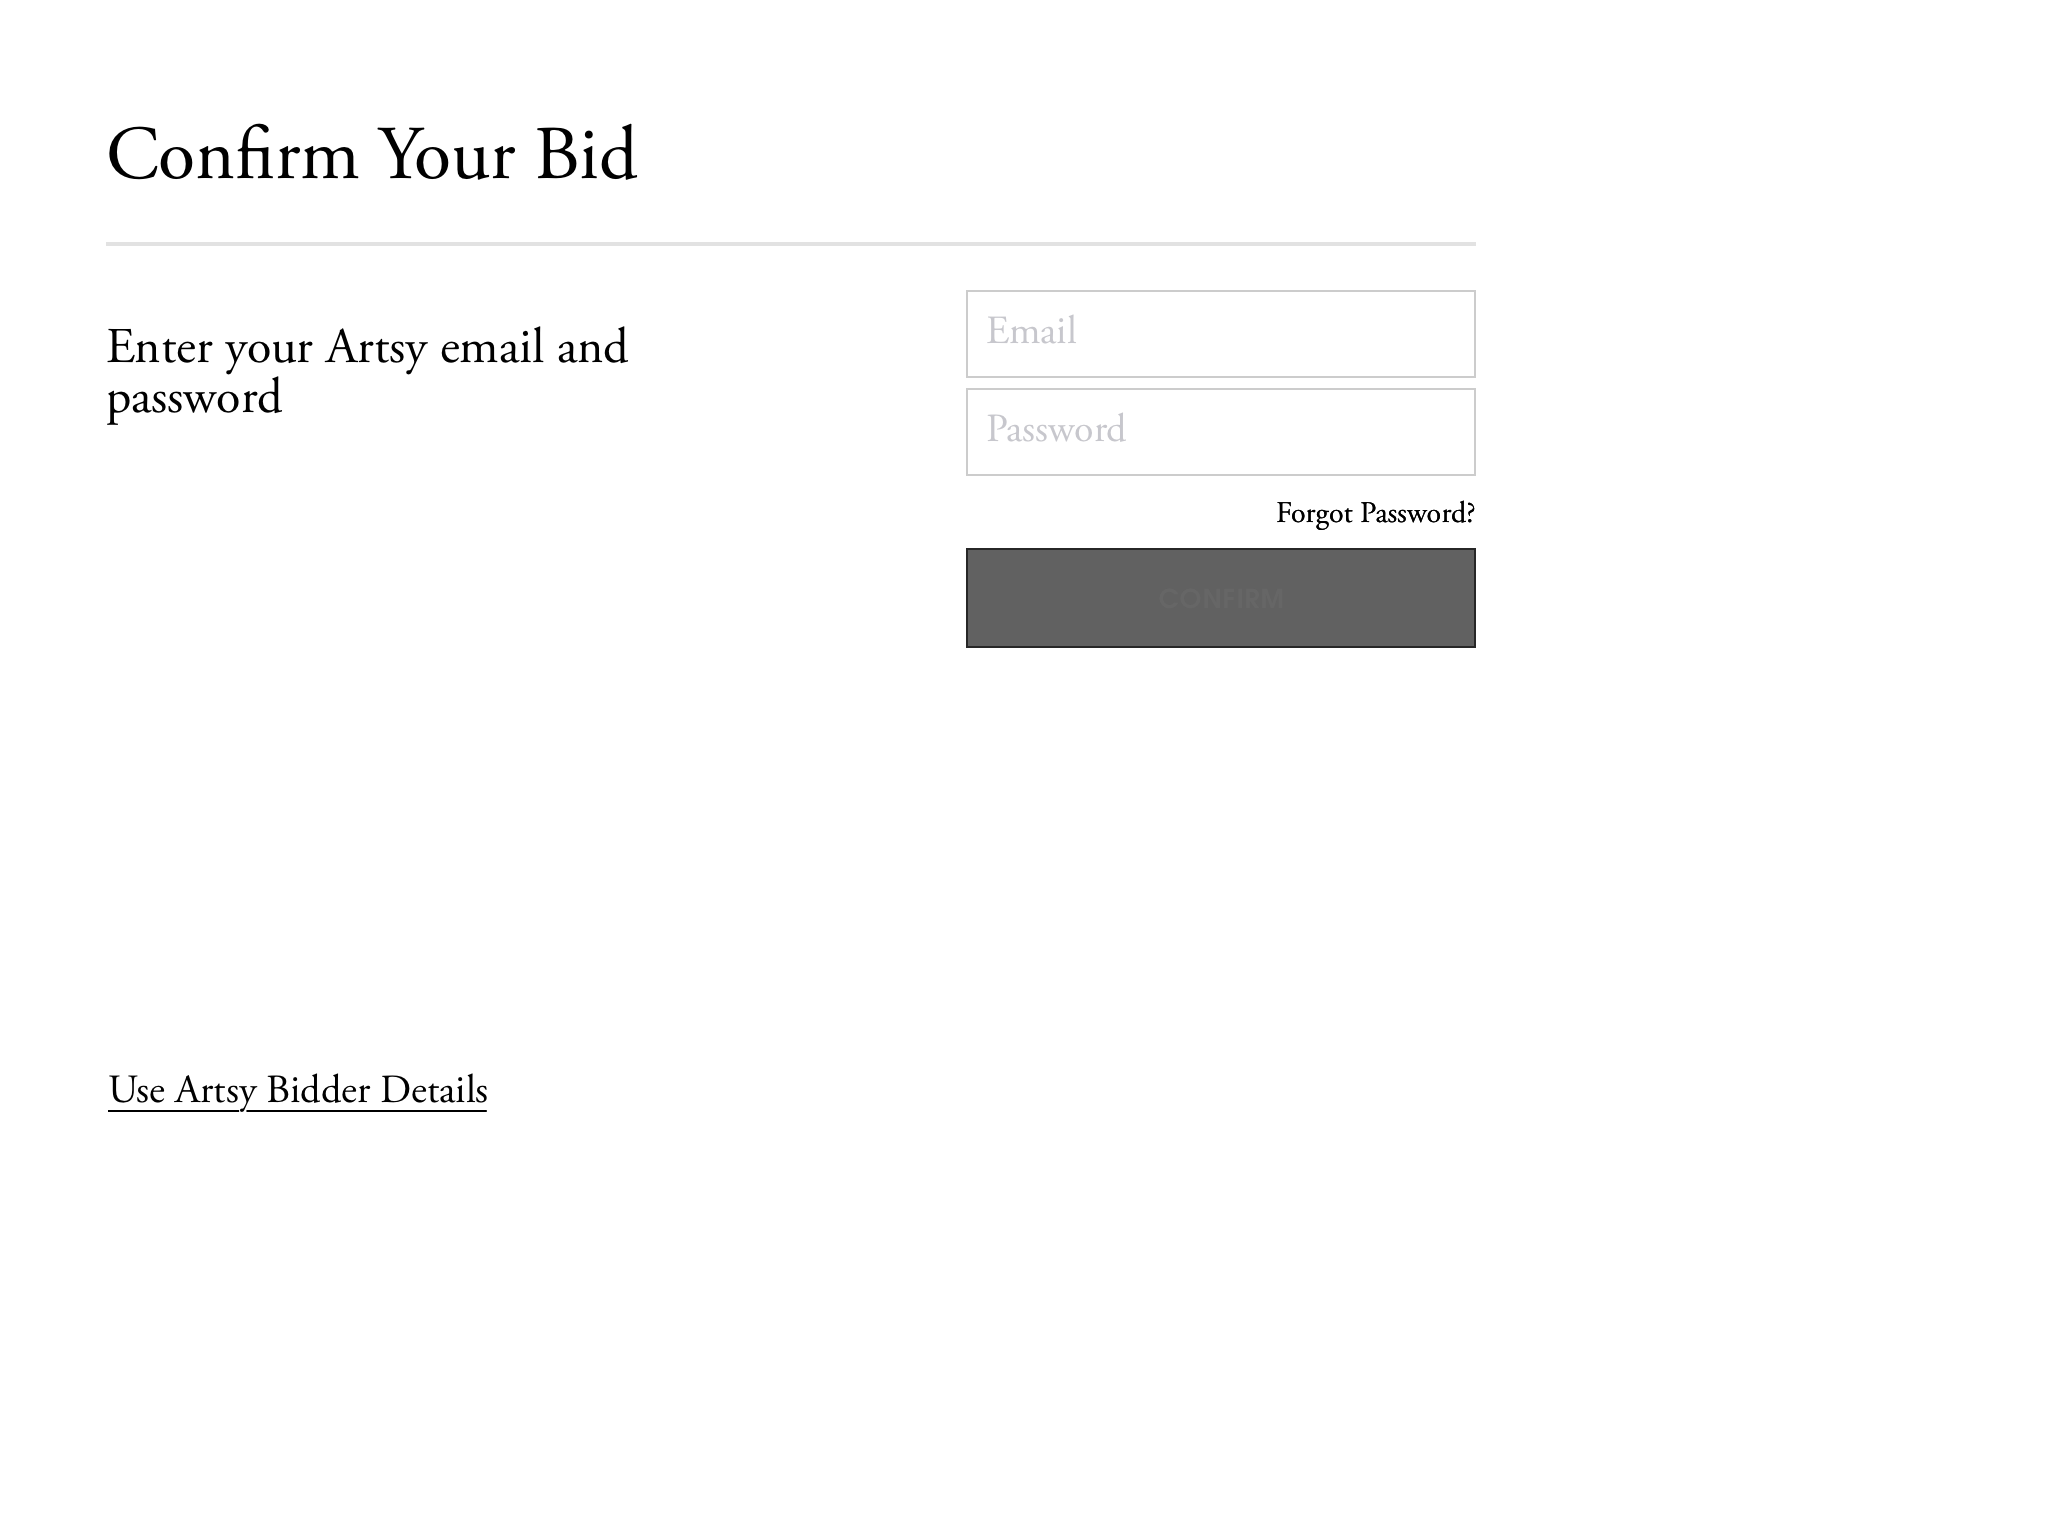 Confirm Your Bid
Enter your Artsy email and
password
Email
Password
Forgot Password?
CONFIRM
Use Artsy Bidder Details